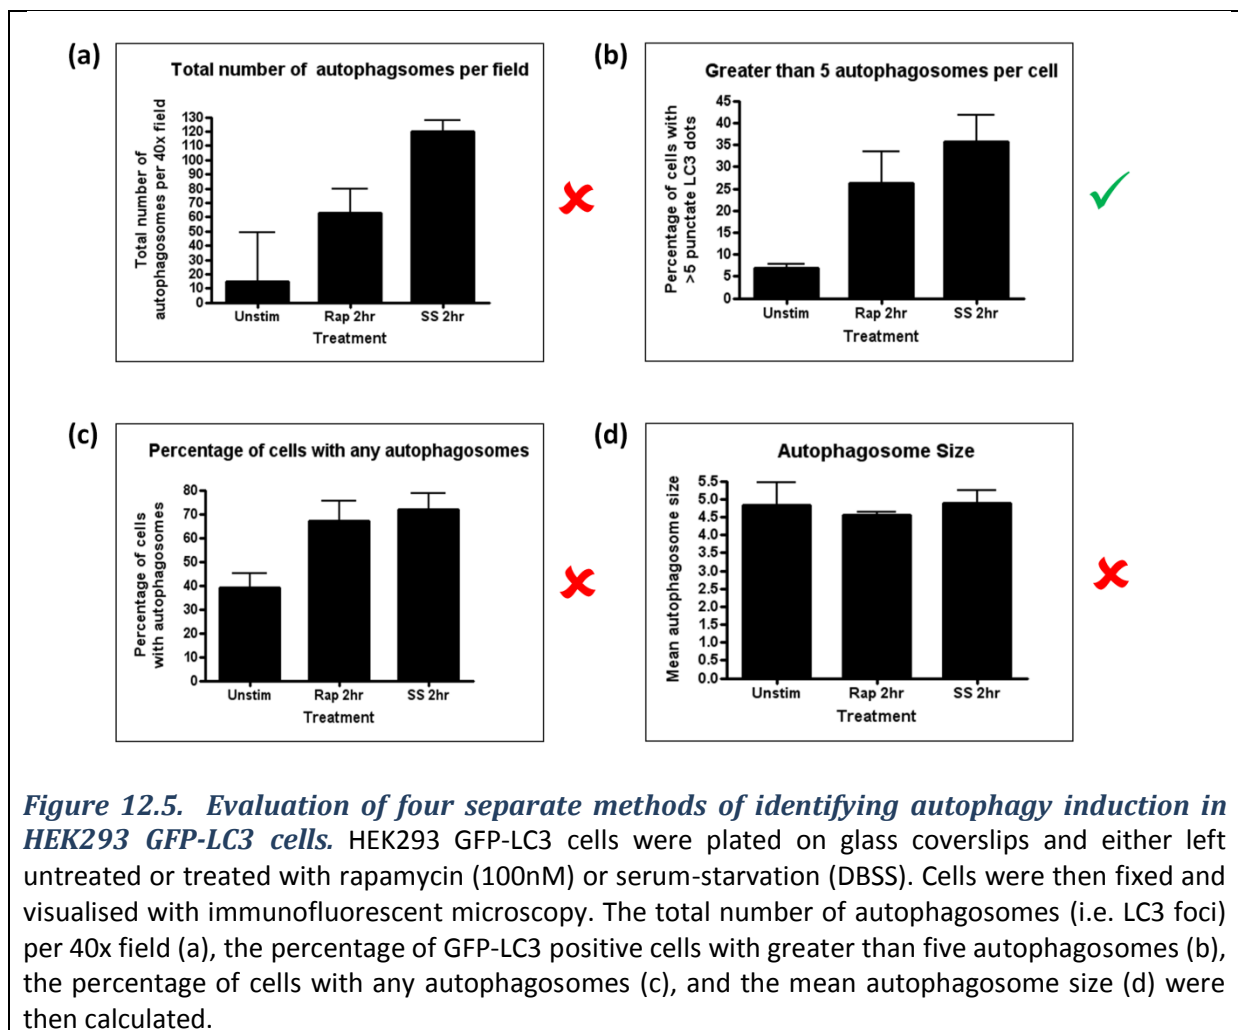 (a)
Total number of autophagsomes per field
Total number of
autophagosomes per 40x field
130
120
110
100
90
80
70
60
50
40
30
20
10
0
Unstim Rap 2hr SS 2hr
Treatment
(b)
Greater than 5 autophagosomes per cell
Percentage of cells with
>5 punctate LC3 dots
45
40
35
30
25
20
15
10
5
0
Unstim Rap 2hr SS 2hr
Treatment
(c)
Percentage of cells with any autophagosomes
Percentage of cells
with autophagosomes
80
70
60
50
40
30
20
10
0
Unstim Rap 2hr SS 2hr
Treatment
(d)
Autophagosome Size
Mean autophagosome size
5.5
5.0
4.5
4.0
3.5
3.0
2.5
2.0
1.5
1.0
0.5
0.0
Unstim Rap 2hr SS 2hr
Treatment
Figure 12.5. Evaluation of four separate methods of identifying autophagy induction in
HEK293 GFP-LC3 cells. HEK293 GFP-LC3 cells were plated on glass coverslips and either left
untreated or treated with rapamycin (100nM) or serum-starvation (DBSS). Cells were then fixed and
visualised with immunofluorescent microscopy. The total number of autophagosomes (i.e. LC3 foci)
per 40x field (a), the percentage of GFP-LC3 positive cells with greater than five autophagosomes (b),
the percentage of cells with any autophagosomes (c), and the mean autophagosome size (d) were
then calculated.